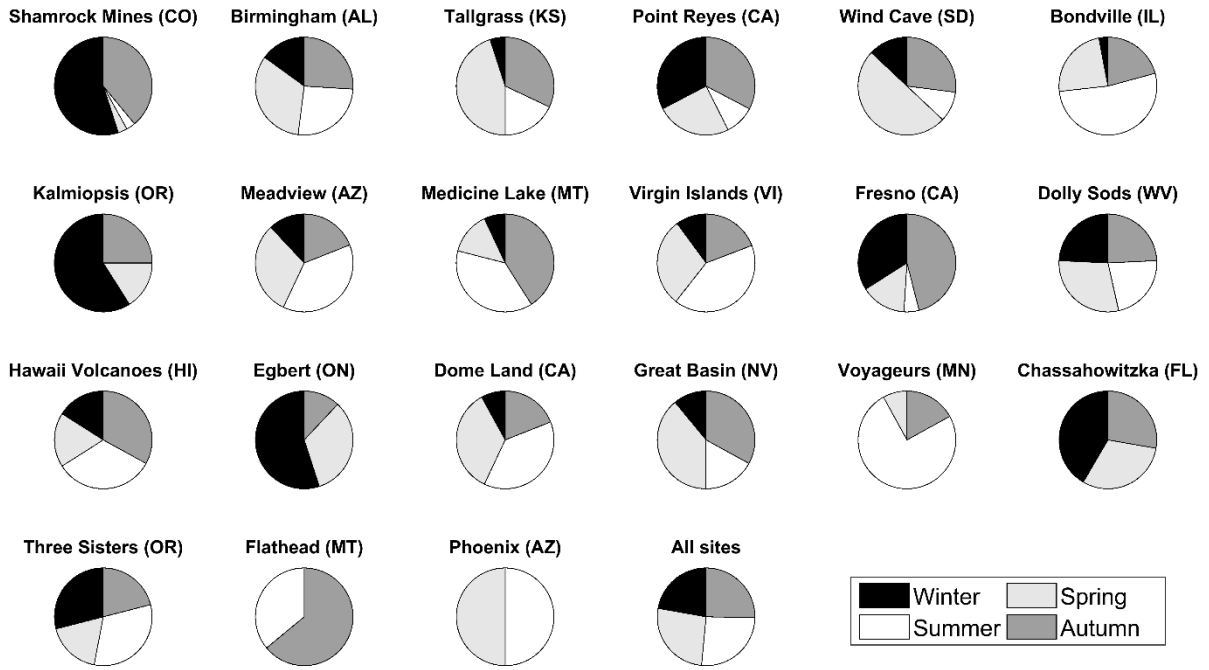 Shamrock Mines (CO) Birmingham (AL) Tallgrass (KS) Point Reyes (CA) Wind Cave (SD) Bondville (IL)
Kalmiopsis (OR) Meadview (AZ) Medicine Lake (MT) Virgin Islands (VI) Fresno (CA) Dolly Sods (WV)
Hawaii Volcanoes (HI) Egbert (ON) Dome Land (CA) Great Basin (NV) Voyageurs (MN) Chassahowitzka (FL)
Three Sisters (OR) Flathead (MT) Phoenix (AZ) All sites
Winter Spring
Summer Autumn